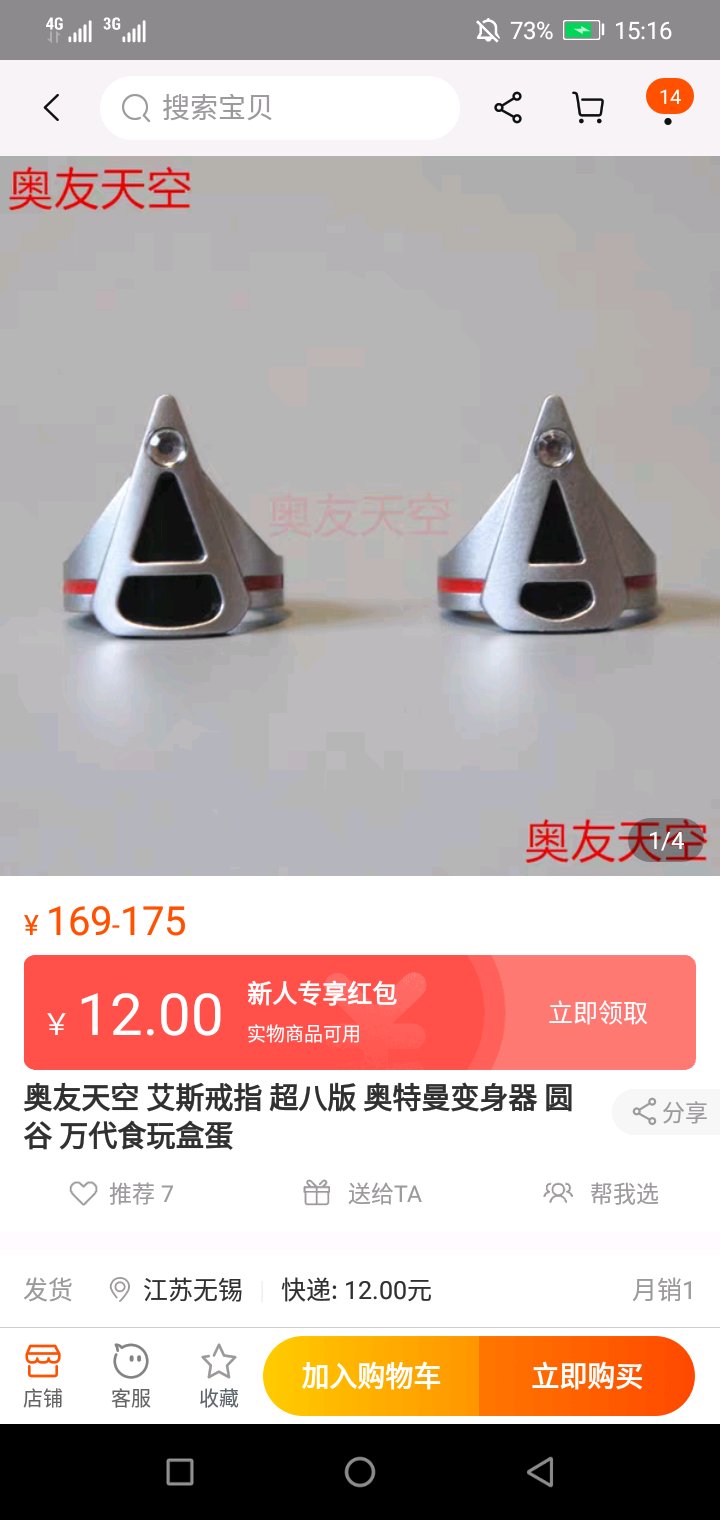 4G 3G 73% 15:16
搜索宝贝 14
奥友天空
奥友天空
奥友天空
1/4
¥ 169-175
¥ 12.00 新人专享红包 立即领取
实物商品可用
奥友天空 艾斯戒指 超八版 奥特曼变身器 圆
谷 万代食玩盒蛋
分享
推荐 7 送给TA 帮我选
发货 江苏无锡 快递: 12.00元 月销1
店铺 客服 收藏 加入购物车 立即购买